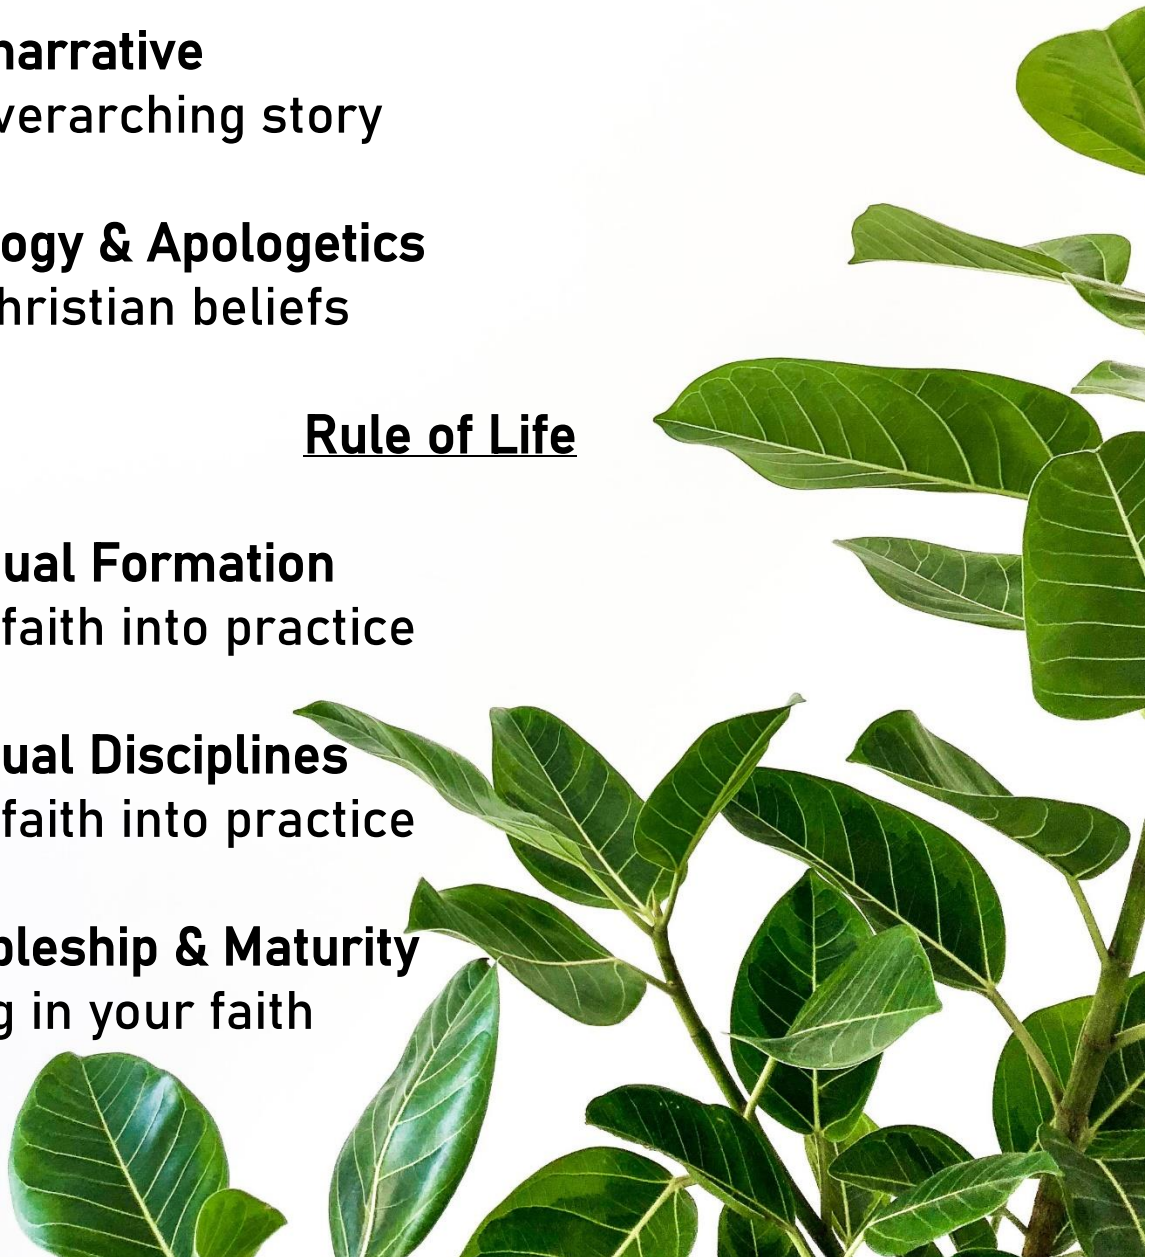 narrative
verarching story
ogy & Apologetics
hristian beliefs
Rule of Life
ual Formation
faith into practice
ual Disciplines
faith into practice
pleship & Maturity
g in your faith